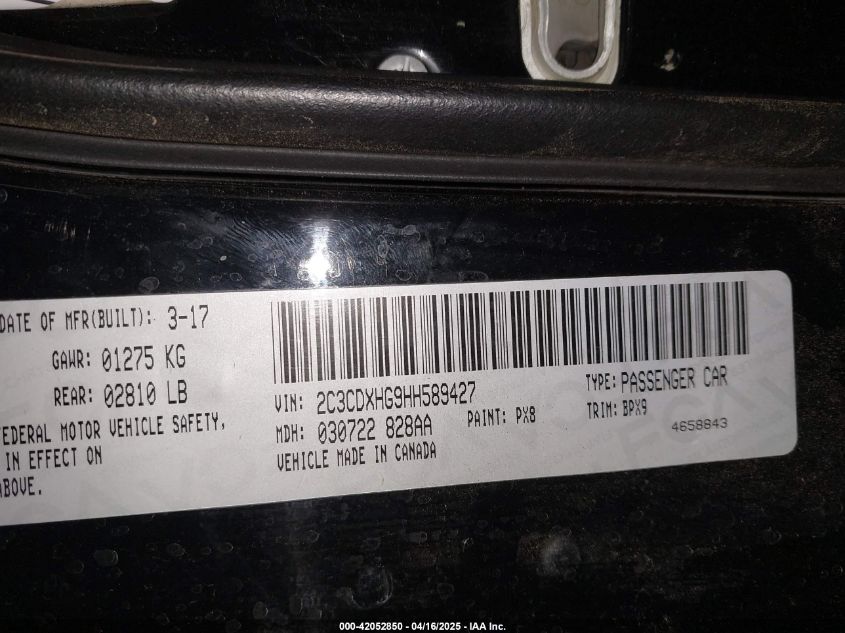 DATE OF MFR(BUILT): 3-17
GAWR: 01275 KG
REAR: 02810 LB
FEDERAL MOTOR VEHICLE SAFETY,
IN EFFECT ON
ABOVE.
VIN: 2C3CDXHG9HH589427
TYPE: PASSENGER CAR
MDH: 030722 828AA
PAINT: PX8
TRIM: BPX9
4658843
VEHICLE MADE IN CANADA
000-42052850 - 04/16/2025 - IAA Inc.